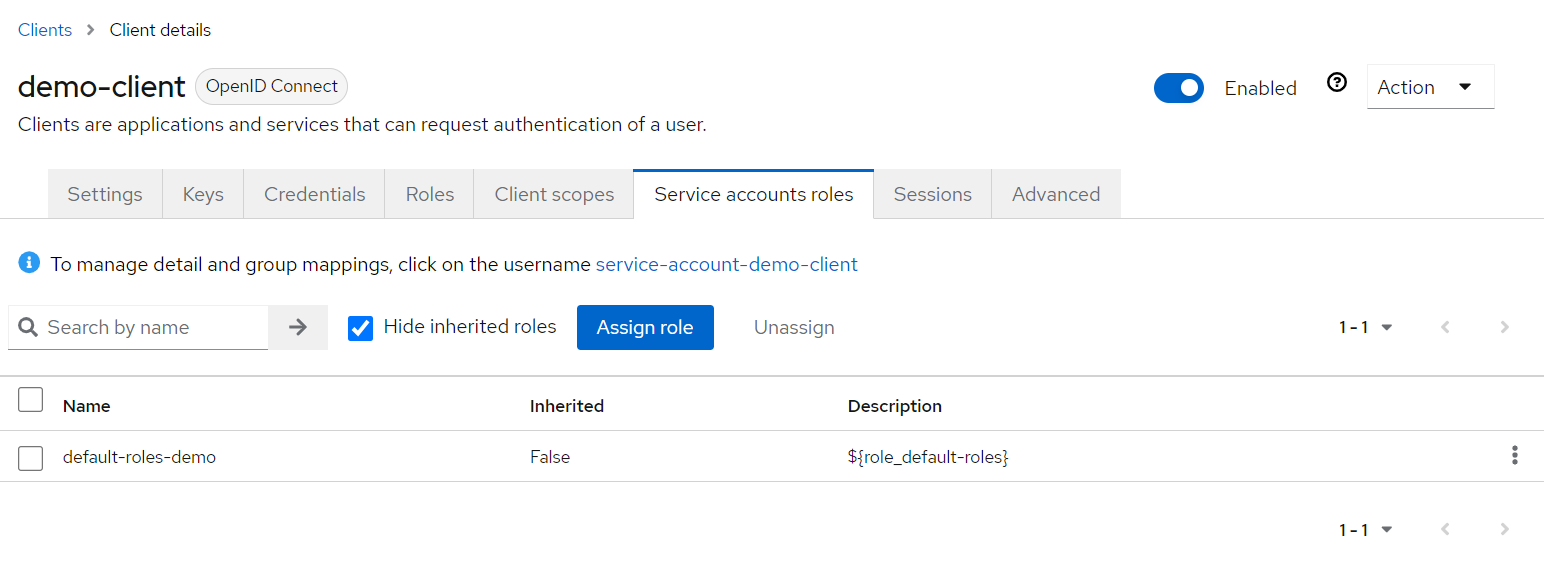 Clients > Client details
demo-client OpenID Connect Enabled Action
Clients are applications and services that can request authentication of a user.
Settings Keys Credentials Roles Client scopes Service accounts roles Sessions Advanced
To manage detail and group mappings, click on the username service-account-demo-client
Search by name Hide inherited roles Assign role Unassign 1 - 1
Name Inherited Description
default-roles-demo False ${role_default-roles}
1 - 1